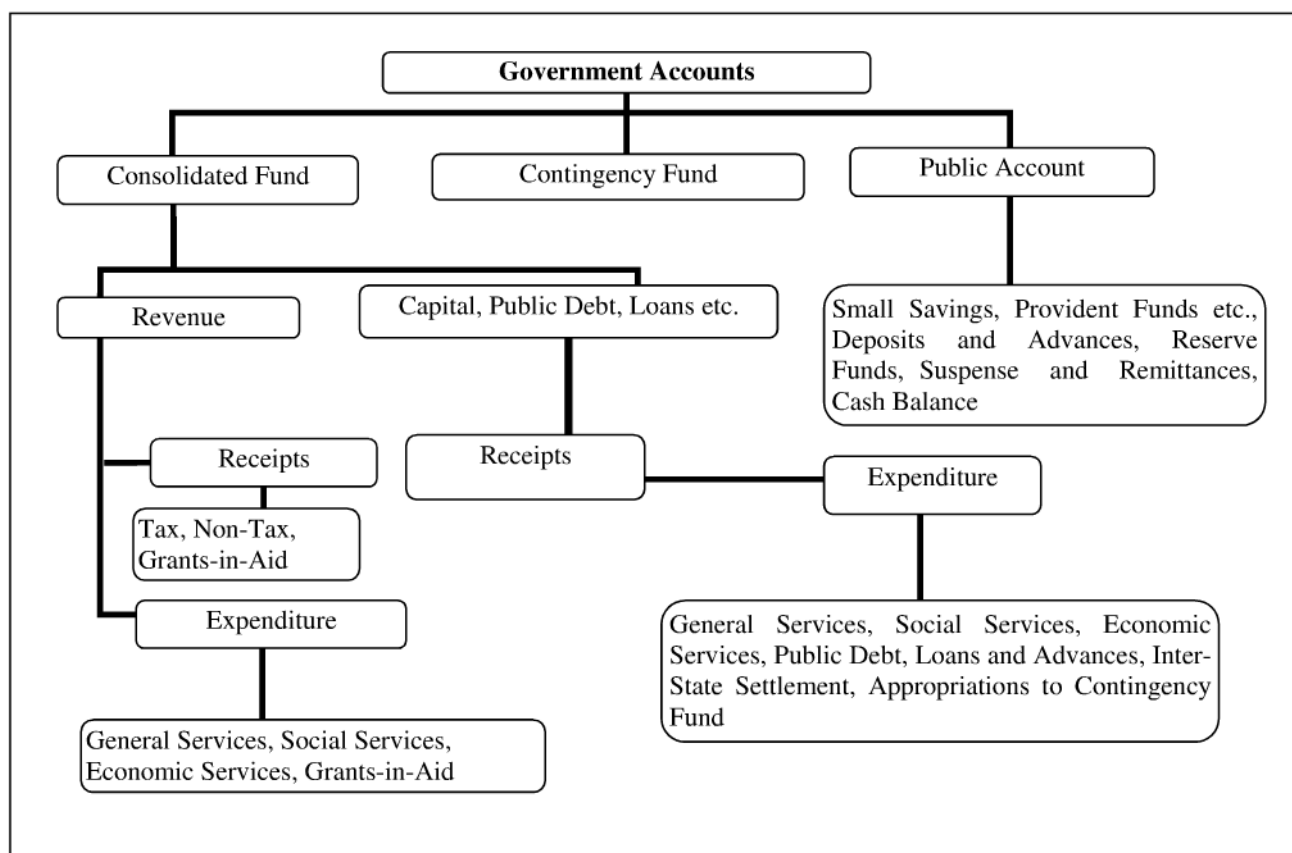 Government Accounts
Consolidated Fund
Contingency Fund
Public Account
Revenue
Capital, Public Debt, Loans etc.
Small Savings, Provident Funds etc.,
Deposits and Advances, Reserve
Funds, Suspense and Remittances,
Cash Balance
Receipts
Receipts
Expenditure
Tax, Non-Tax,
Grants-in-Aid
Expenditure
General Services, Social Services, Economic
Services, Public Debt, Loans and Advances, Inter-
State Settlement, Appropriations to Contingency
Fund
General Services, Social Services,
Economic Services, Grants-in-Aid